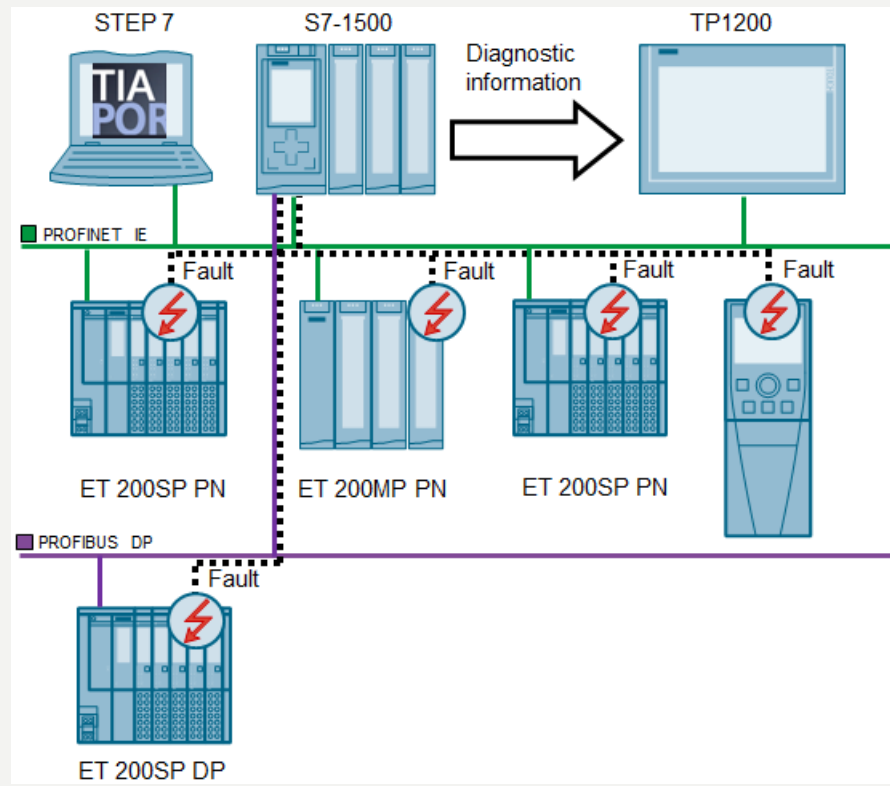 STEP 7
S7-1500
TP1200
Diagnostic
information
TIA
POR
PROFINET IE
Fault
Fault
Fault
Fault
ET 200SP PN
ET 200MP PN
ET 200SP PN
PROFIBUS DP
Fault
ET 200SP DP